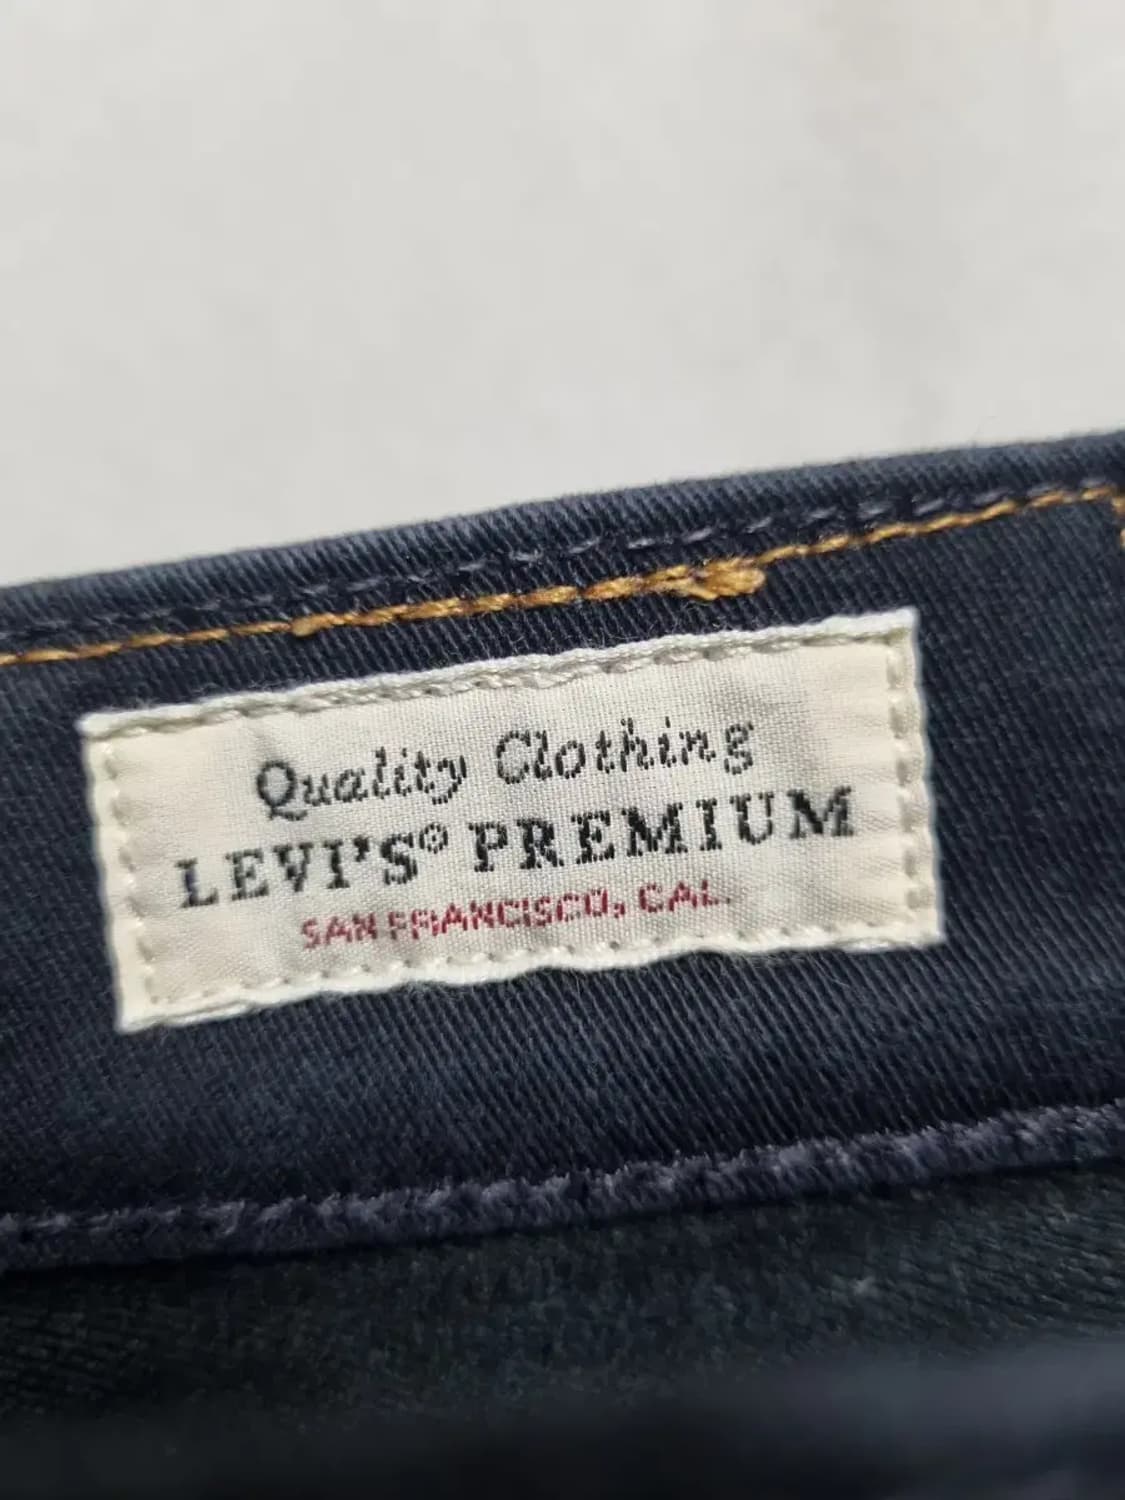 Quality Clothing
LEVI'S® PREMIUM
SAN FRANCISCO, CAL.